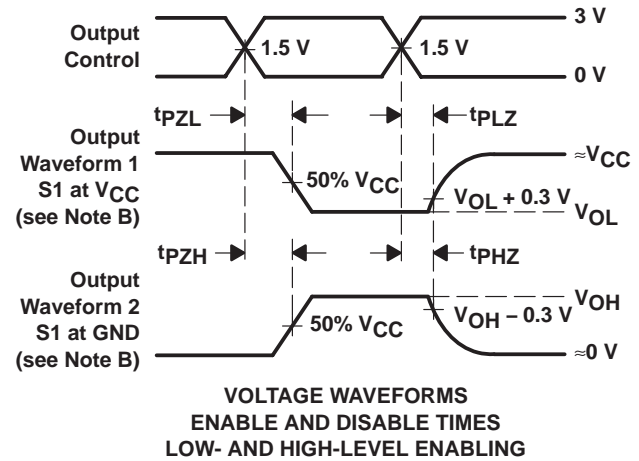 Output
Control
1.5 V
1.5 V
3 V
0 V
tPZL
tPLZ
Output
Waveform 1
S1 at VCC
(see Note B)
50% VCC
VOL + 0.3 V
≈VCC
VOL
tPZH
tPHZ
Output
Waveform 2
S1 at GND
(see Note B)
50% VCC
VOH – 0.3 V
VOH
≈0 V
VOLTAGE WAVEFORMS
ENABLE AND DISABLE TIMES
LOW- AND HIGH-LEVEL ENABLING